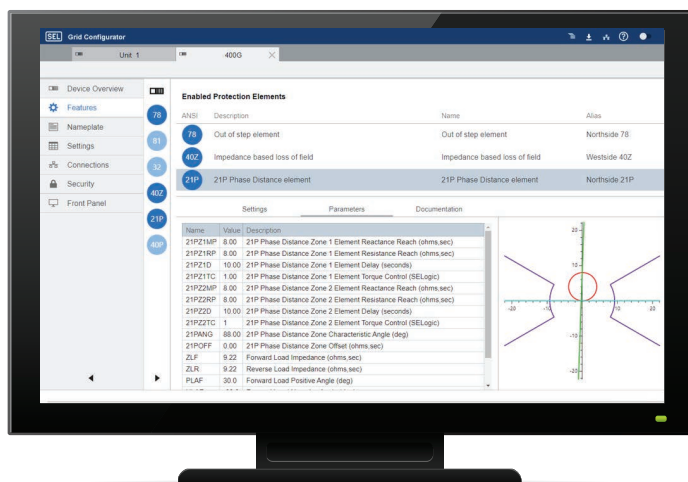 SEL Grid Configurator
Unit 1
400G
Device Overview
Features
Nameplate
Settings
Connections
Security
Front Panel
78
81
32
40Z
21P
40P
Enabled Protection Elements
ANSI Description Name Alias
78 Out of step element Out of step element Northside 78
40Z Impedance based loss of field Impedance based loss of field Westside 40Z
21P 21P Phase Distance element 21P Phase Distance element Northside 21P
Settings Parameters Documentation
Name Value Description
21PZ1MP 8.00 21P Phase Distance Zone 1 Element Reactance Reach (ohms,sec)
21PZ1RP 8.00 21P Phase Distance Zone 1 Element Resistance Reach (ohms,sec)
21PZ1D 10.00 21P Phase Distance Zone 1 Element Delay (seconds)
21PZ1TC 1.00 21P Phase Distance Zone 1 Element Torque Control (SELogic)
21PZ2MP 8.00 21P Phase Distance Zone 2 Element Reactance Reach (ohms,sec)
21PZ2RP 8.00 21P Phase Distance Zone 2 Element Resistance Reach (ohms,sec)
21PZ2D 10.00 21P Phase Distance Zone 2 Element Delay (seconds)
21PZ2TC 1 21P Phase Distance Zone 2 Element Torque Control (SELogic)
21PANG 88.00 21P Phase Distance Zone Characteristic Angle (deg)
21POFF 0.00 21P Phase Distance Zone Offset (ohms,sec)
ZLF 9.22 Forward Load Impedance (ohms,sec)
ZLR 9.22 Reverse Load Impedance (ohms,sec)
PLAF 30.0 Forward Load Positive Angle (deg)
20
10
-20 -10 10 20
-10
-20